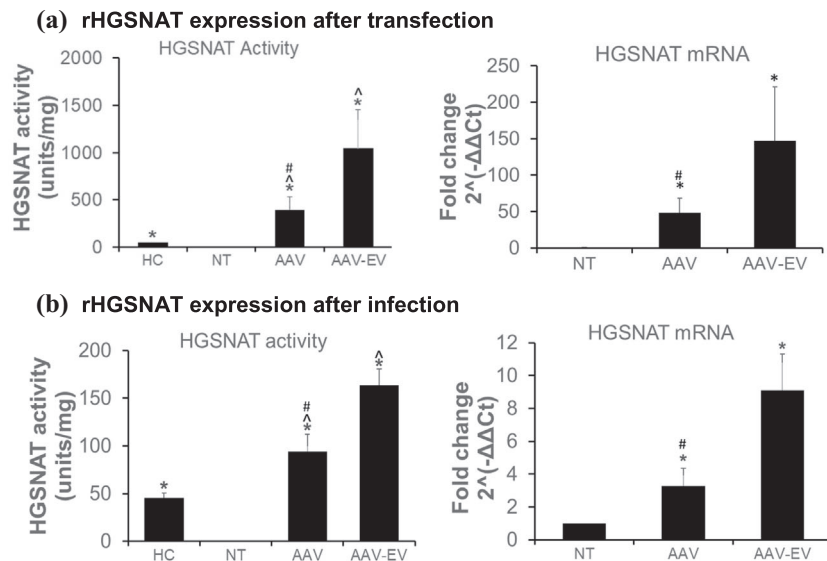 (a) rHGSNAT expression after transfection
HGSNAT Activity
HGSNAT activity
(units/mg)
2000
1500
1000
500
0
*
#
^
*
^
*
HC NT AAV AAV-EV
HGSNAT mRNA
Fold change
2^(-ΔΔCt)
250
200
150
100
50
0
#
*
*
NT AAV AAV-EV
(b) rHGSNAT expression after infection
HGSNAT activity
HGSNAT activity
(units/mg)
200
150
100
50
0
*
#
^
*
^
*
HC NT AAV AAV-EV
HGSNAT mRNA
Fold change
2^(-ΔΔCt)
12
10
8
6
4
2
0
#
*
*
NT AAV AAV-EV